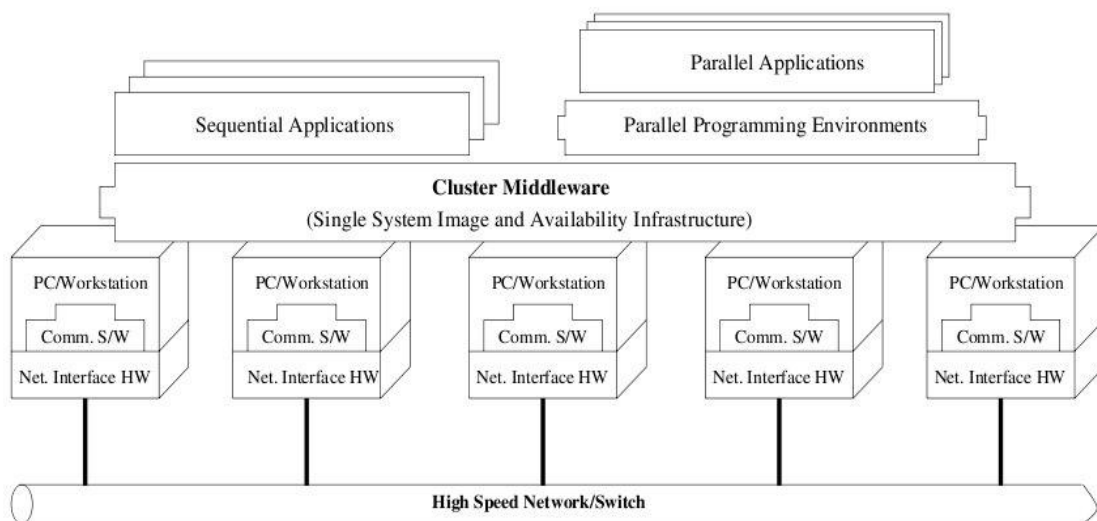 Parallel Applications
Sequential Applications
Parallel Programming Environments
Cluster Middleware
(Single System Image and Availability Infrastructure)
PC/Workstation
PC/Workstation
PC/Workstation
PC/Workstation
PC/Workstation
Comm. S/W
Comm. S/W
Comm. S/W
Comm. S/W
Comm. S/W
Net. Interface HW
Net. Interface HW
Net. Interface HW
Net. Interface HW
Net. Interface HW
High Speed Network/Switch